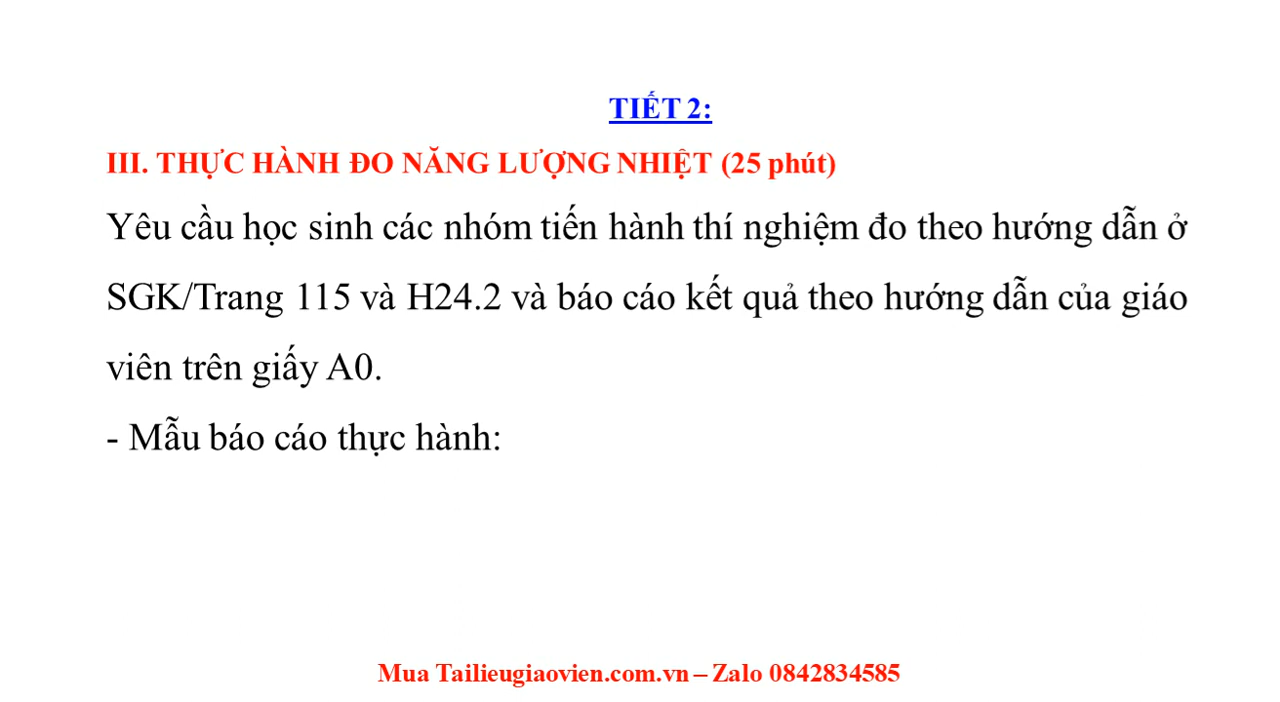 TIẾT 2:
III. THỰC HÀNH ĐO NĂNG LƯỢNG NHIỆT (25 phút)
Yêu cầu học sinh các nhóm tiến hành thí nghiệm đo theo hướng dẫn ở
SGK/Trang 115 và H24.2 và báo cáo kết quả theo hướng dẫn của giáo
viên trên giấy A0.
- Mẫu báo cáo thực hành:
Mua Tailieugiaovien.com.vn – Zalo 0842834585